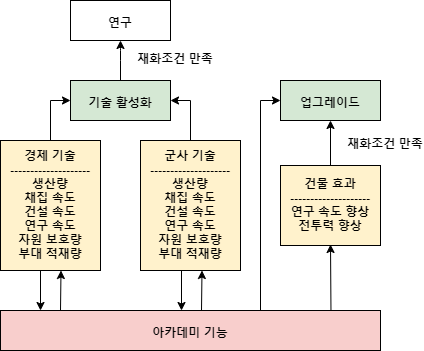 연구
재화조건 만족
기술 활성화
업그레이드
재화조건 만족
경제 기술
--------------------
생산량
채집 속도
건설 속도
연구 속도
자원 보호량
부대 적재량
군사 기술
--------------------
생산량
채집 속도
건설 속도
연구 속도
자원 보호량
부대 적재량
건물 효과
--------------------
연구 속도 향상
전투력 향상
아카데미 기능